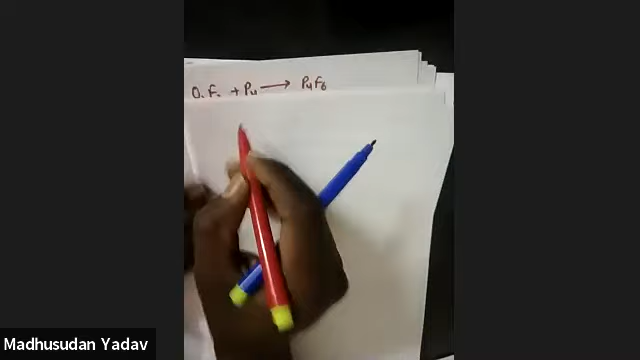 O₂F₂ + Pu ⟶ PuF₆
Madhusudan Yadav